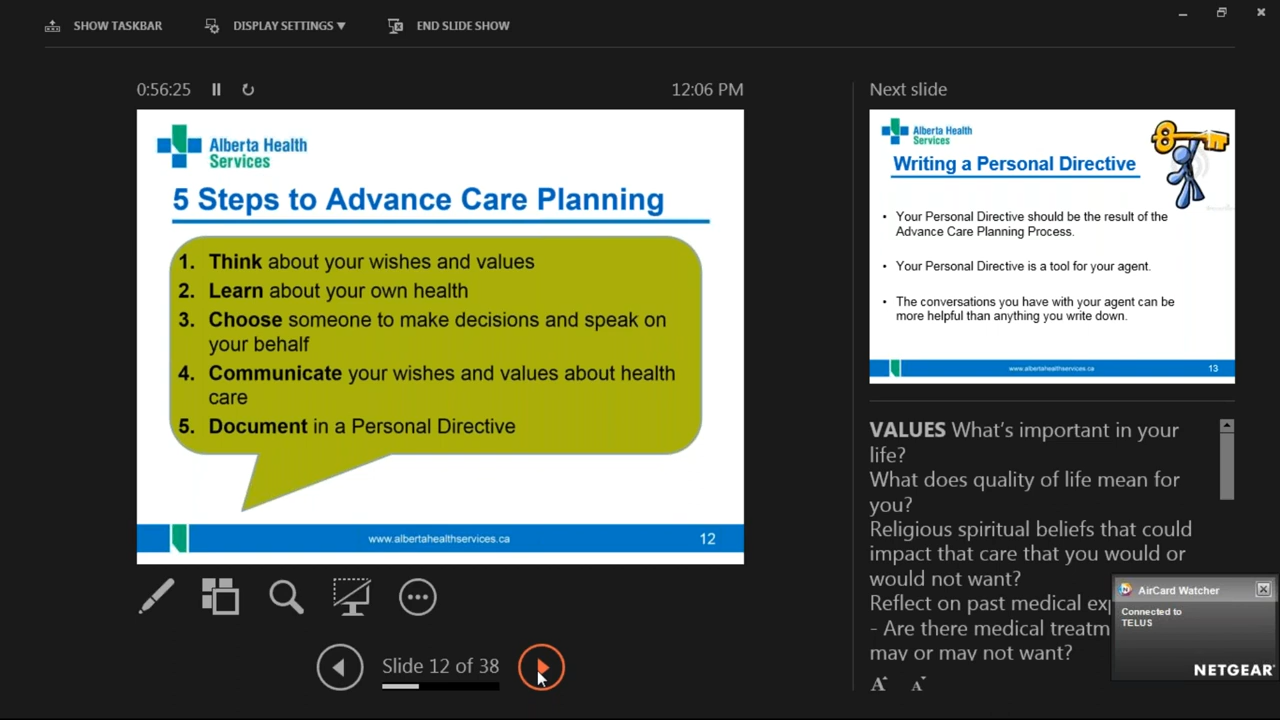 SHOW TASKBAR
DISPLAY SETTINGS ▼
END SLIDE SHOW
0:56:25
12:06 PM
Alberta Health
Services
5 Steps to Advance Care Planning
1. Think about your wishes and values
2. Learn about your own health
3. Choose someone to make decisions and speak on
your behalf
4. Communicate your wishes and values about health
care
5. Document in a Personal Directive
www.albertahealthservices.ca
12
Slide 12 of 38
Next slide
Alberta Health
Services
Writing a Personal Directive
• Your Personal Directive should be the result of the
Advance Care Planning Process.
• Your Personal Directive is a tool for your agent.
• The conversations you have with your agent can be
more helpful than anything you write down.
www.albertahealthservices.ca
13
VALUES What's important in your
life?
What does quality of life mean for
you?
Religious spiritual beliefs that could
impact that care that you would or
would not want?
Reflect on past medical
- Are there medical
may or may not want?
A A
AirCard Watcher
Connected to
TELUS
NETGEAR